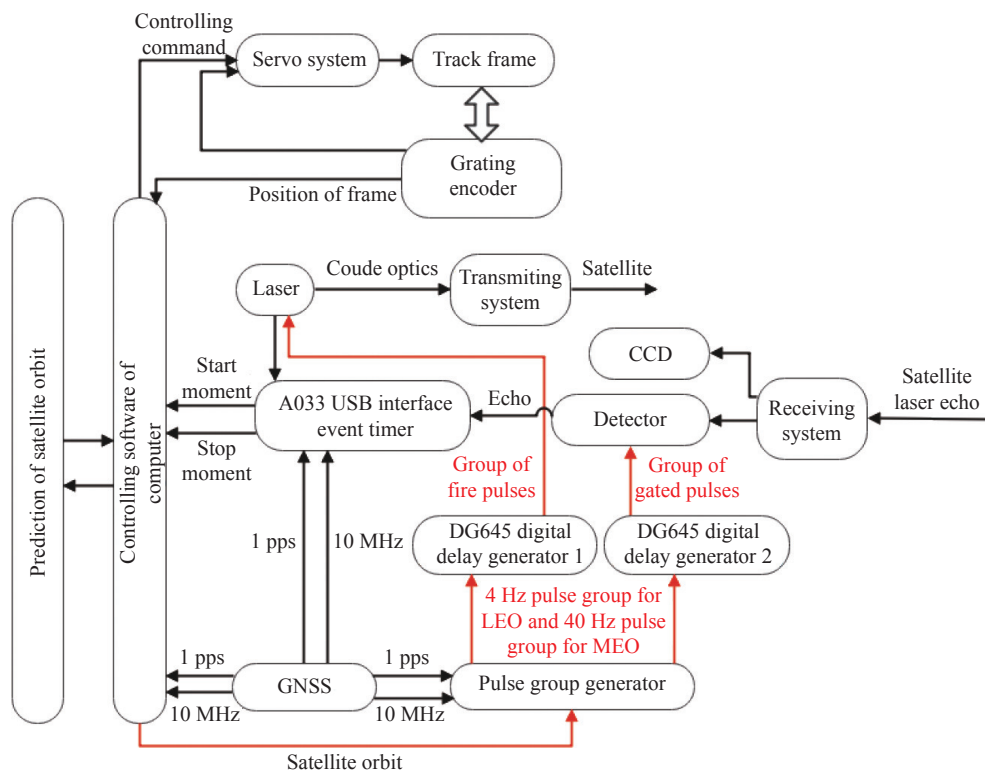 Controlling
command
Servo system
Track frame
Grating
encoder
Position of frame
Prediction of satellite orbit
Controlling software of
computer
Coude optics
Satellite
Laser
Transmiting
system
CCD
Start
moment
A033 USB interface
event timer
Echo
Detector
Receiving
system
Satellite
laser echo
Stop
moment
Group of
fire pulses
Group of
gated pulses
1 pps
10 MHz
DG645 digital
delay generator 1
DG645 digital
delay generator 2
4 Hz pulse group for
LEO and 40 Hz pulse
group for MEO
1 pps
GNSS
1 pps
Pulse group generator
10 MHz
10 MHz
Satellite orbit